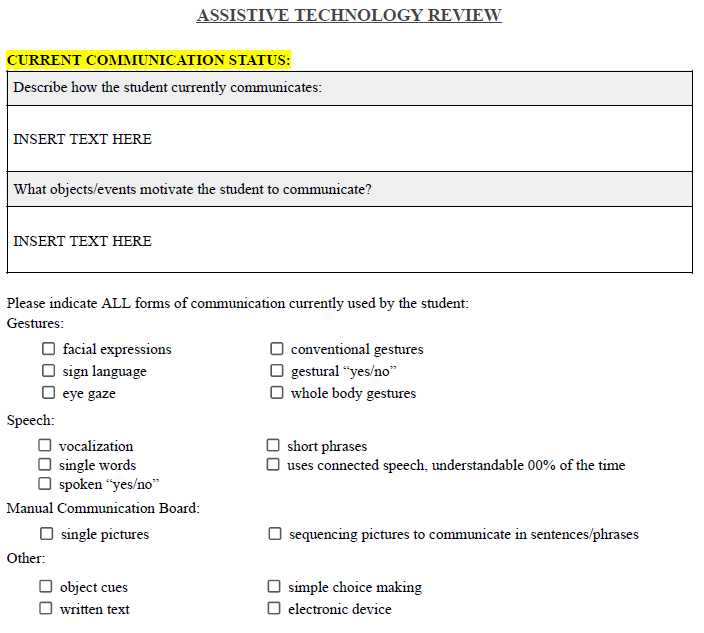 ASSISTIVE TECHNOLOGY REVIEW
CURRENT COMMUNICATION STATUS:
Describe how the student currently communicates:
INSERT TEXT HERE
What objects/events motivate the student to communicate?
INSERT TEXT HERE
Please indicate ALL forms of communication currently used by the student:
Gestures:
☐ facial expressions ☐ conventional gestures
☐ sign language ☐ gestural “yes/no”
☐ eye gaze ☐ whole body gestures
Speech:
☐ vocalization ☐ short phrases
☐ single words ☐ uses connected speech, understandable 00% of the time
☐ spoken “yes/no”
Manual Communication Board:
☐ single pictures ☐ sequencing pictures to communicate in sentences/phrases
Other:
☐ object cues ☐ simple choice making
☐ written text ☐ electronic device